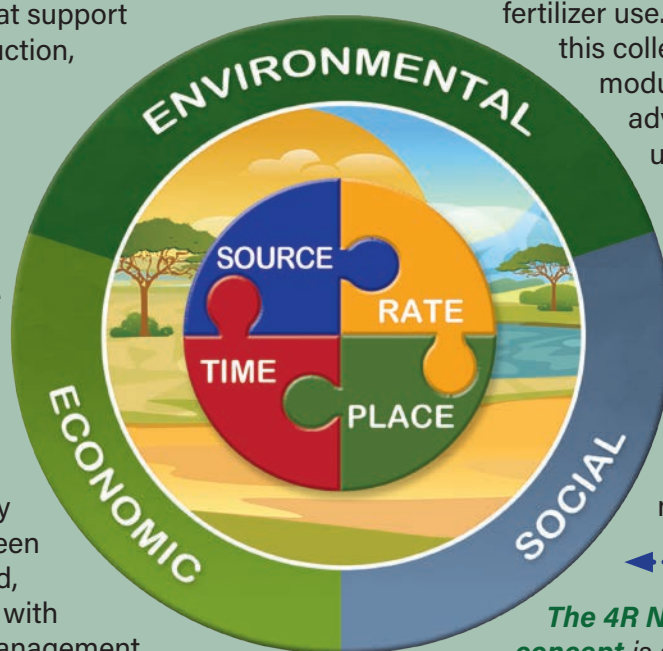 at support
uction,
fertilizer use.
this colle
modu
adv
u
ENVIRONMENTAL
SOURCE
RATE
TIME
PLACE
ECONOMIC
SOCIAL
y
een
d,
with
anagement
The 4R N
concept is